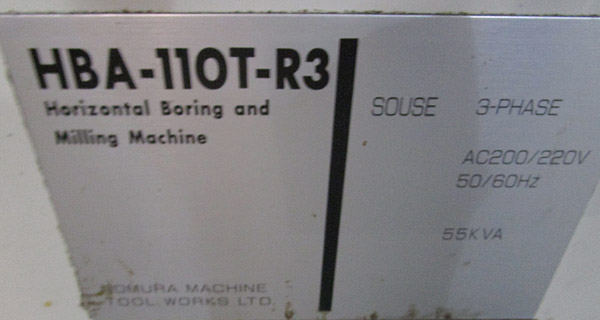 HBA-110T-R3
Horizontal Boring and
Milling Machine
NOMURA MACHINE
TOOL WORKS LTD.
SOUSE 3-PHASE
AC200/220V
50/60Hz
55KVA